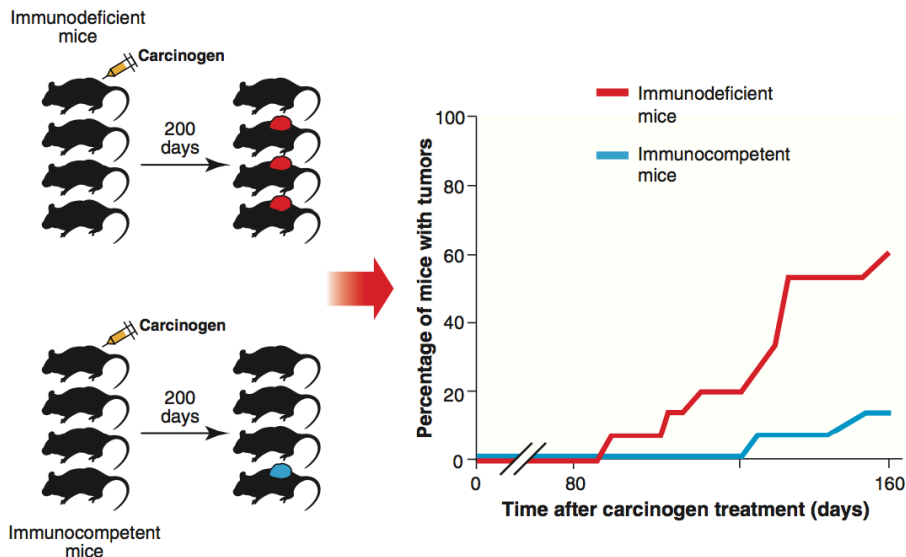 Immunodeficient
mice
Carcinogen
200
days
Carcinogen
200
days
Immunocompetent
mice
Immunodeficient
mice
Immunocompetent
mice
Percentage of mice with tumors
100
80
60
40
20
0
0
80
80
160
Time after carcinogen treatment (days)